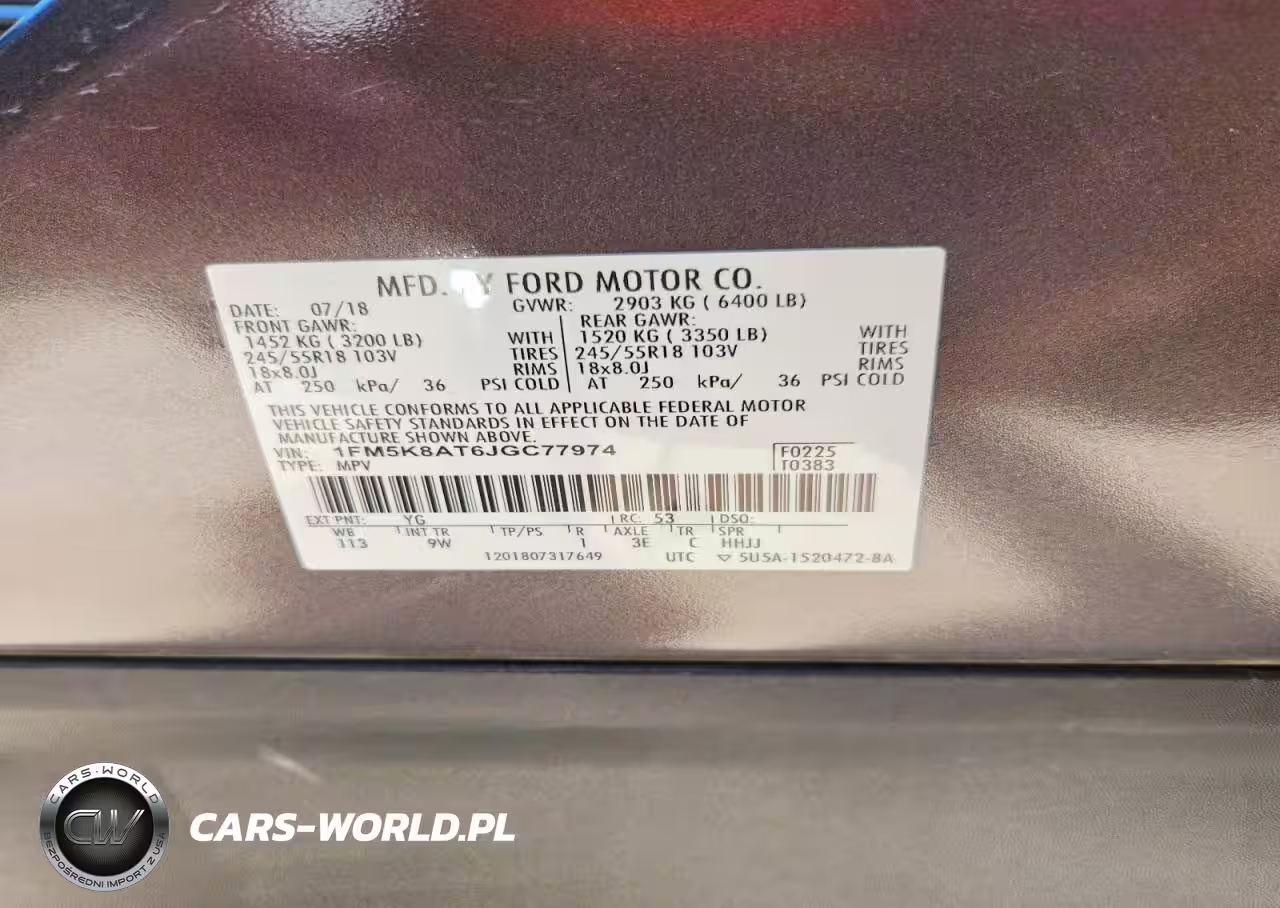 MFD. Y FORD MOTOR CO.
DATE: 07/18 GVWR: 2903 KG ( 6400 LB)
FRONT GAWR: REAR GAWR:
1452 KG ( 3200 LB) WITH 1520 KG ( 3350 LB) WITH
245/55R18 103V TIRES 245/55R18 103V TIRES
18x8.0J RIMS 18x8.0J RIMS
AT 250 kPa/ 36 PSI COLD AT 250 kPa/ 36 PSI COLD
THIS VEHICLE CONFORMS TO ALL APPLICABLE FEDERAL MOTOR
VEHICLE SAFETY STANDARDS IN EFFECT ON THE DATE OF
MANUFACTURE SHOWN ABOVE.
VIN: 1FM5K8AT6JGC77974 F0225
TYPE: MPV T0383
EXT PNT: YG RC: 53 DSO:
WB INT TR TP/PS R AXLE TR SPR
113 9W 1 3E C HHJJ
1201807317649 UTC ▽ 5U5A-1520472-BA
CARS-WORLD
CW
BEZPOŚREDNI IMPORT Z USA
CARS-WORLD.PL